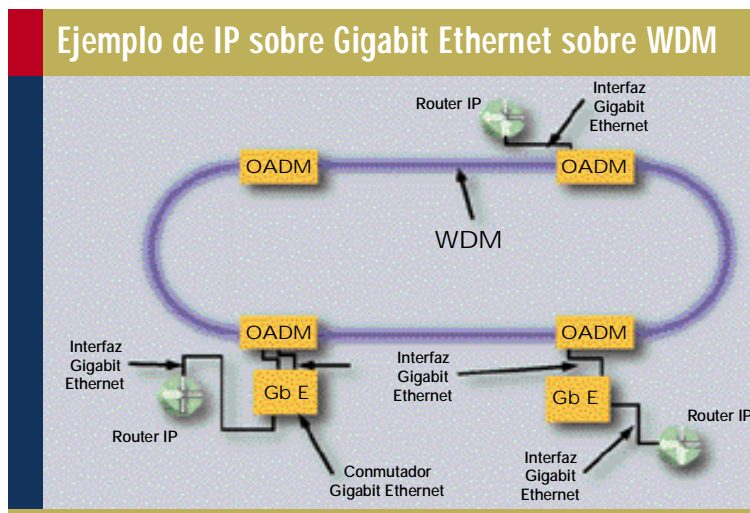 Ejemplo de IP sobre Gigabit Ethernet sobre WDM
Router IP
Interfaz
Gigabit
Ethernet
OADM
OADM
WDM
OADM
OADM
Interfaz
Gigabit
Ethernet
Router IP
Gb E
Interfaz
Gigabit
Ethernet
Gb E
Router IP
Conmutador
Gigabit Ethernet
Interfaz
Gigabit
Ethernet